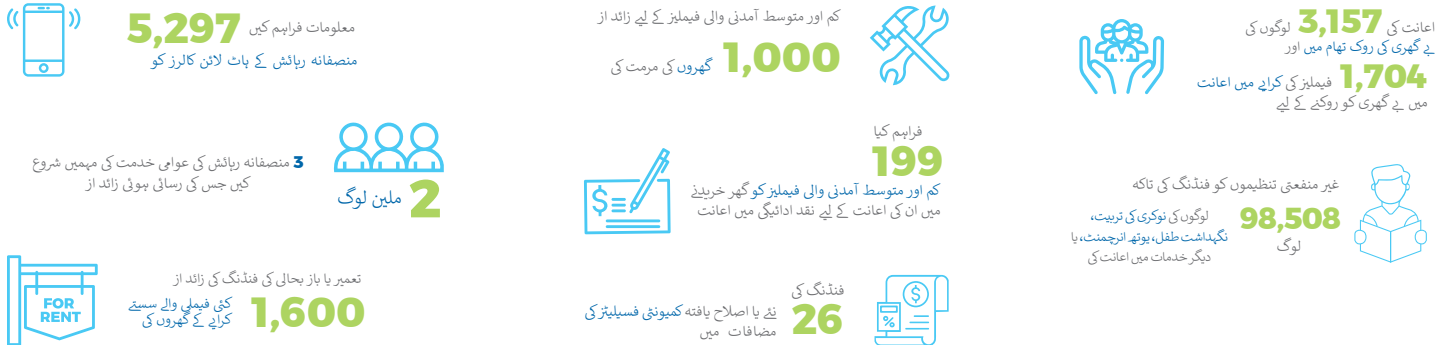 اعانت کی 3,157 لوگوں کی
بے گھری کی روک تھام میں اور
1,704 فیملیز کی کرایے میں اعانت
میں بے گھری کو روکنے کے لیے
غیر منفعتی تنظیموں کو فنڈنگ کی تاکہ
98,508
لوگ
لوگوں کی نوکری کی تربیت،
نگہداشت طفل، یوتھ انرچمنٹ، یا
دیگر خدمات میں اعانت کی
کم اور متوسط آمدنی والی فیملیز کے لیے زائد از
1,000 گھروں کی مرمت کی
فراہم کیا
199
کم اور متوسط آمدنی والی فیملیز کو گھر خریدنے
میں ان کی اعانت کے لیے نقد ادائیگی میں اعانت
فنڈنگ کی
26
نئے یا اصلاح یافتہ کمیونٹی فسیلیٹز کی
مضافات میں
معلومات فراہم کیں 5,297
منصفانہ رہائش کے ہاٹ لائن کالرز کو
3 منصفانہ رہائش کی عوامی خدمت کی مہمیں شروع
کیں جس کی رسائی ہوئی زائد از
2 ملین لوگ
تعمیر یا باز بحالی کی فنڈنگ کی زائد از
1,600
کئی فیملی والے سستے
کرایے کے گھروں کی
FOR
RENT